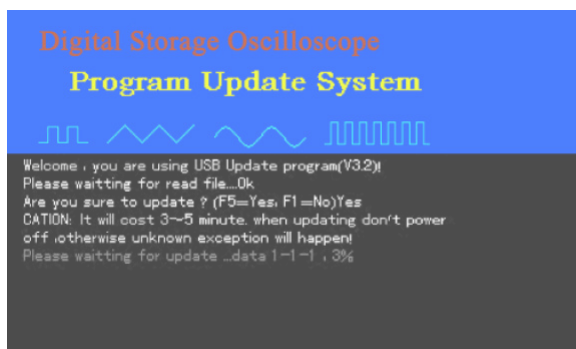 Digital Storage Oscilloscope
Program Update System
Welcome , you are using USB Update program(V3.2)!
Please waitting for read file....Ok
Are you sure to update ? (F5=Yes, F1=No)Yes
CATION: It will cost 3~5 minute. when updating don't power
off ,otherwise unknown exception will happen!
Please waitting for update ...data 1-1-1 , 3%